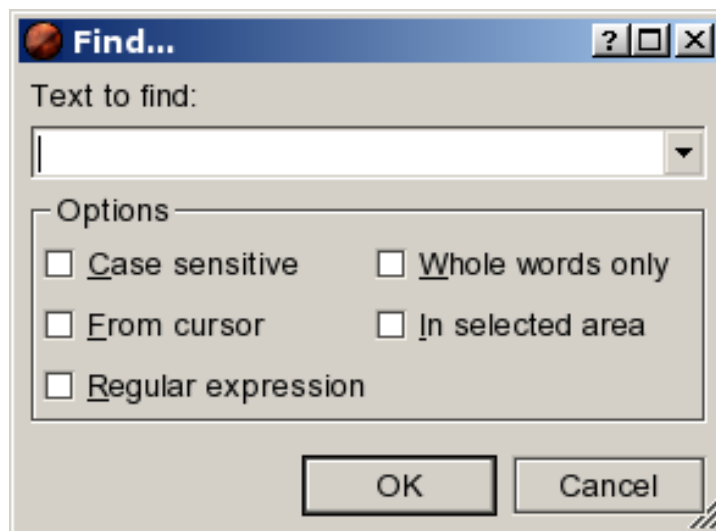 Find...
Text to find:
Options
Case sensitive Whole words only
From cursor In selected area
Regular expression
OK Cancel